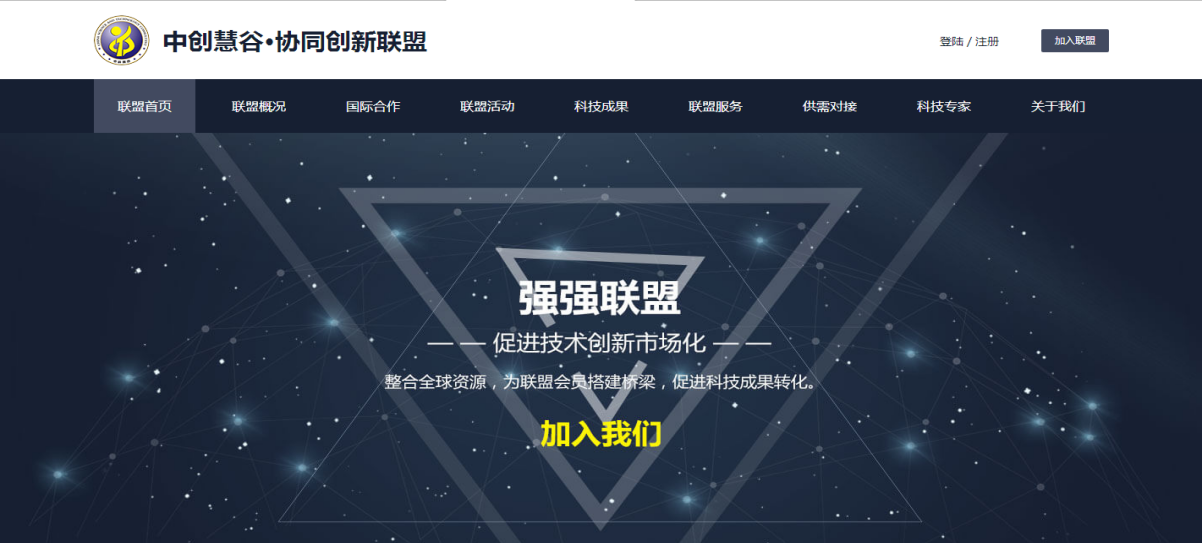 中创慧谷•协同创新联盟
登陆 / 注册
加入联盟
联盟首页 联盟概况 国际合作 联盟活动 科技成果 联盟服务 供需对接 科技专家 关于我们
强强联盟
— — 促进技术创新市场化 — —
整合全球资源，为联盟会员搭建桥梁，促进科技成果转化。
加入我们